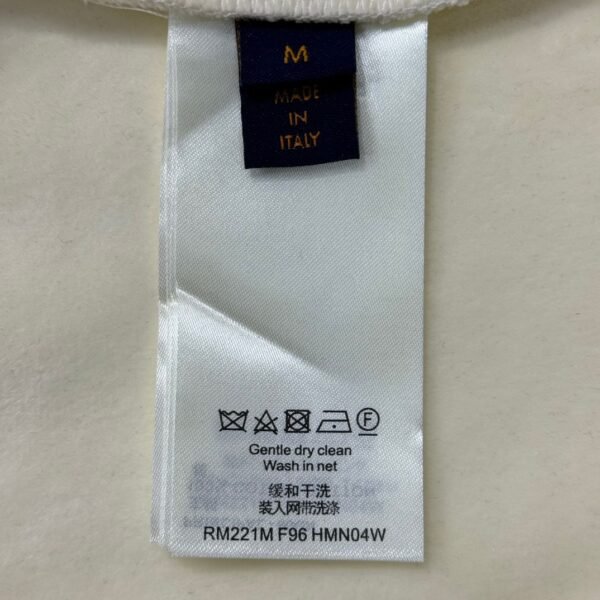 M
MADE
IN
ITALY
F
Gentle dry clean
Wash in net
缓和干洗
装入网带洗涤
RM221M F96 HMN04W